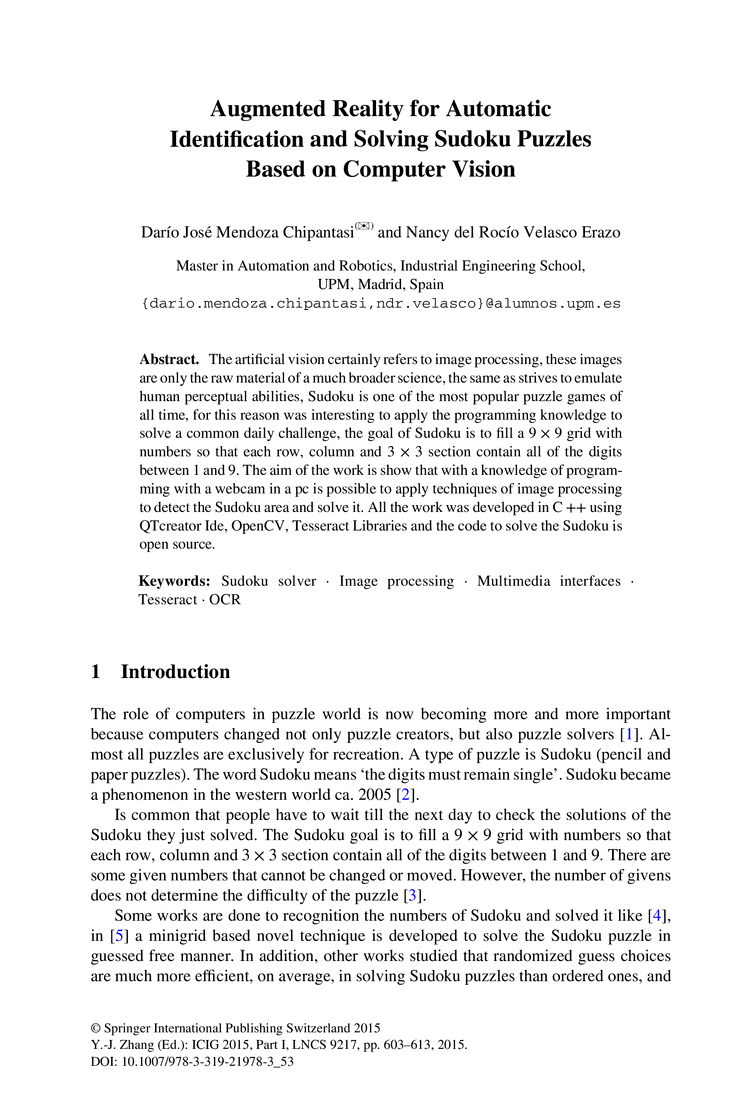 Augmented Reality for Automatic
Identification and Solving Sudoku Puzzles
Based on Computer Vision
Darío José Mendoza Chipantasi(✉) and Nancy del Rocío Velasco Erazo
Master in Automation and Robotics, Industrial Engineering School,
UPM, Madrid, Spain
{dario.mendoza.chipantasi,ndr.velasco}@alumnos.upm.es
Abstract. The artificial vision certainly refers to image processing, these images
are only the raw material of a much broader science, the same as strives to emulate
human perceptual abilities, Sudoku is one of the most popular puzzle games of
all time, for this reason was interesting to apply the programming knowledge to
solve a common daily challenge, the goal of Sudoku is to fill a 9 × 9 grid with
numbers so that each row, column and 3 × 3 section contain all of the digits
between 1 and 9. The aim of the work is show that with a knowledge of program-
ming with a webcam in a pc is possible to apply techniques of image processing
to detect the Sudoku area and solve it. All the work was developed in C ++ using
QTcreator Ide, OpenCV, Tesseract Libraries and the code to solve the Sudoku is
open source.
Keywords: Sudoku solver · Image processing · Multimedia interfaces ·
Tesseract · OCR
1 Introduction
The role of computers in puzzle world is now becoming more and more important
because computers changed not only puzzle creators, but also puzzle solvers [1]. Al-
most all puzzles are exclusively for recreation. A type of puzzle is Sudoku (pencil and
paper puzzles). The word Sudoku means ‘the digits must remain single’. Sudoku became
a phenomenon in the western world ca. 2005 [2].
Is common that people have to wait till the next day to check the solutions of the
Sudoku they just solved. The Sudoku goal is to fill a 9 × 9 grid with numbers so that
each row, column and 3 × 3 section contain all of the digits between 1 and 9. There are
some given numbers that cannot be changed or moved. However, the number of givens
does not determine the difficulty of the puzzle [3].
Some works are done to recognition the numbers of Sudoku and solved it like [4],
in [5] a minigrid based novel technique is developed to solve the Sudoku puzzle in
guessed free manner. In addition, other works studied that randomized guess choices
are much more efficient, on average, in solving Sudoku puzzles than ordered ones, and
© Springer International Publishing Switzerland 2015
Y.-J. Zhang (Ed.): ICIG 2015, Part I, LNCS 9217, pp. 603–613, 2015.
DOI: 10.1007/978-3-319-21978-3_53